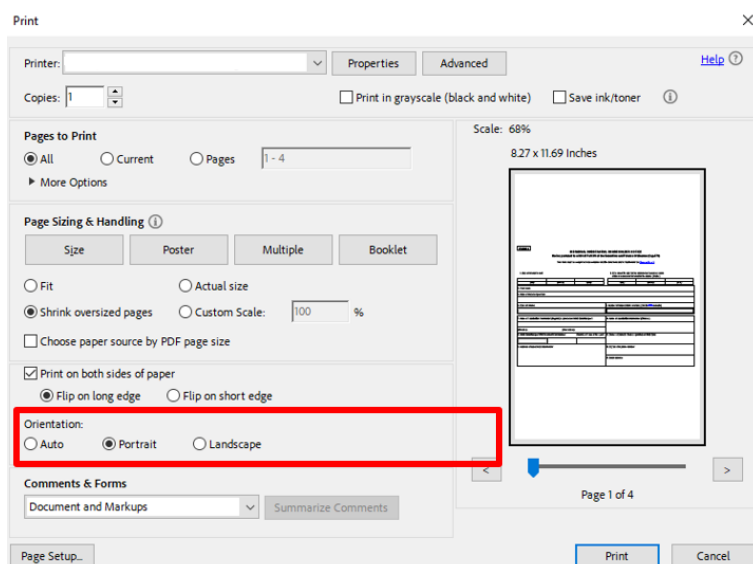 Print
Printer: Properties Advanced Help
Copies: 1 Print in grayscale (black and white) Save ink/toner
Pages to Print
All Current Pages 1 - 4
More Options
Page Sizing & Handling
Size Poster Multiple Booklet
Fit Actual size
Shrink oversized pages Custom Scale: 100 %
Choose paper source by PDF page size
Print on both sides of paper
Flip on long edge Flip on short edge
Orientation:
Auto Portrait Landscape
Comments & Forms
Document and Markups Summarize Comments
Scale: 68%
8.27 x 11.69 Inches
< >
Page 1 of 4
Page Setup... Print Cancel